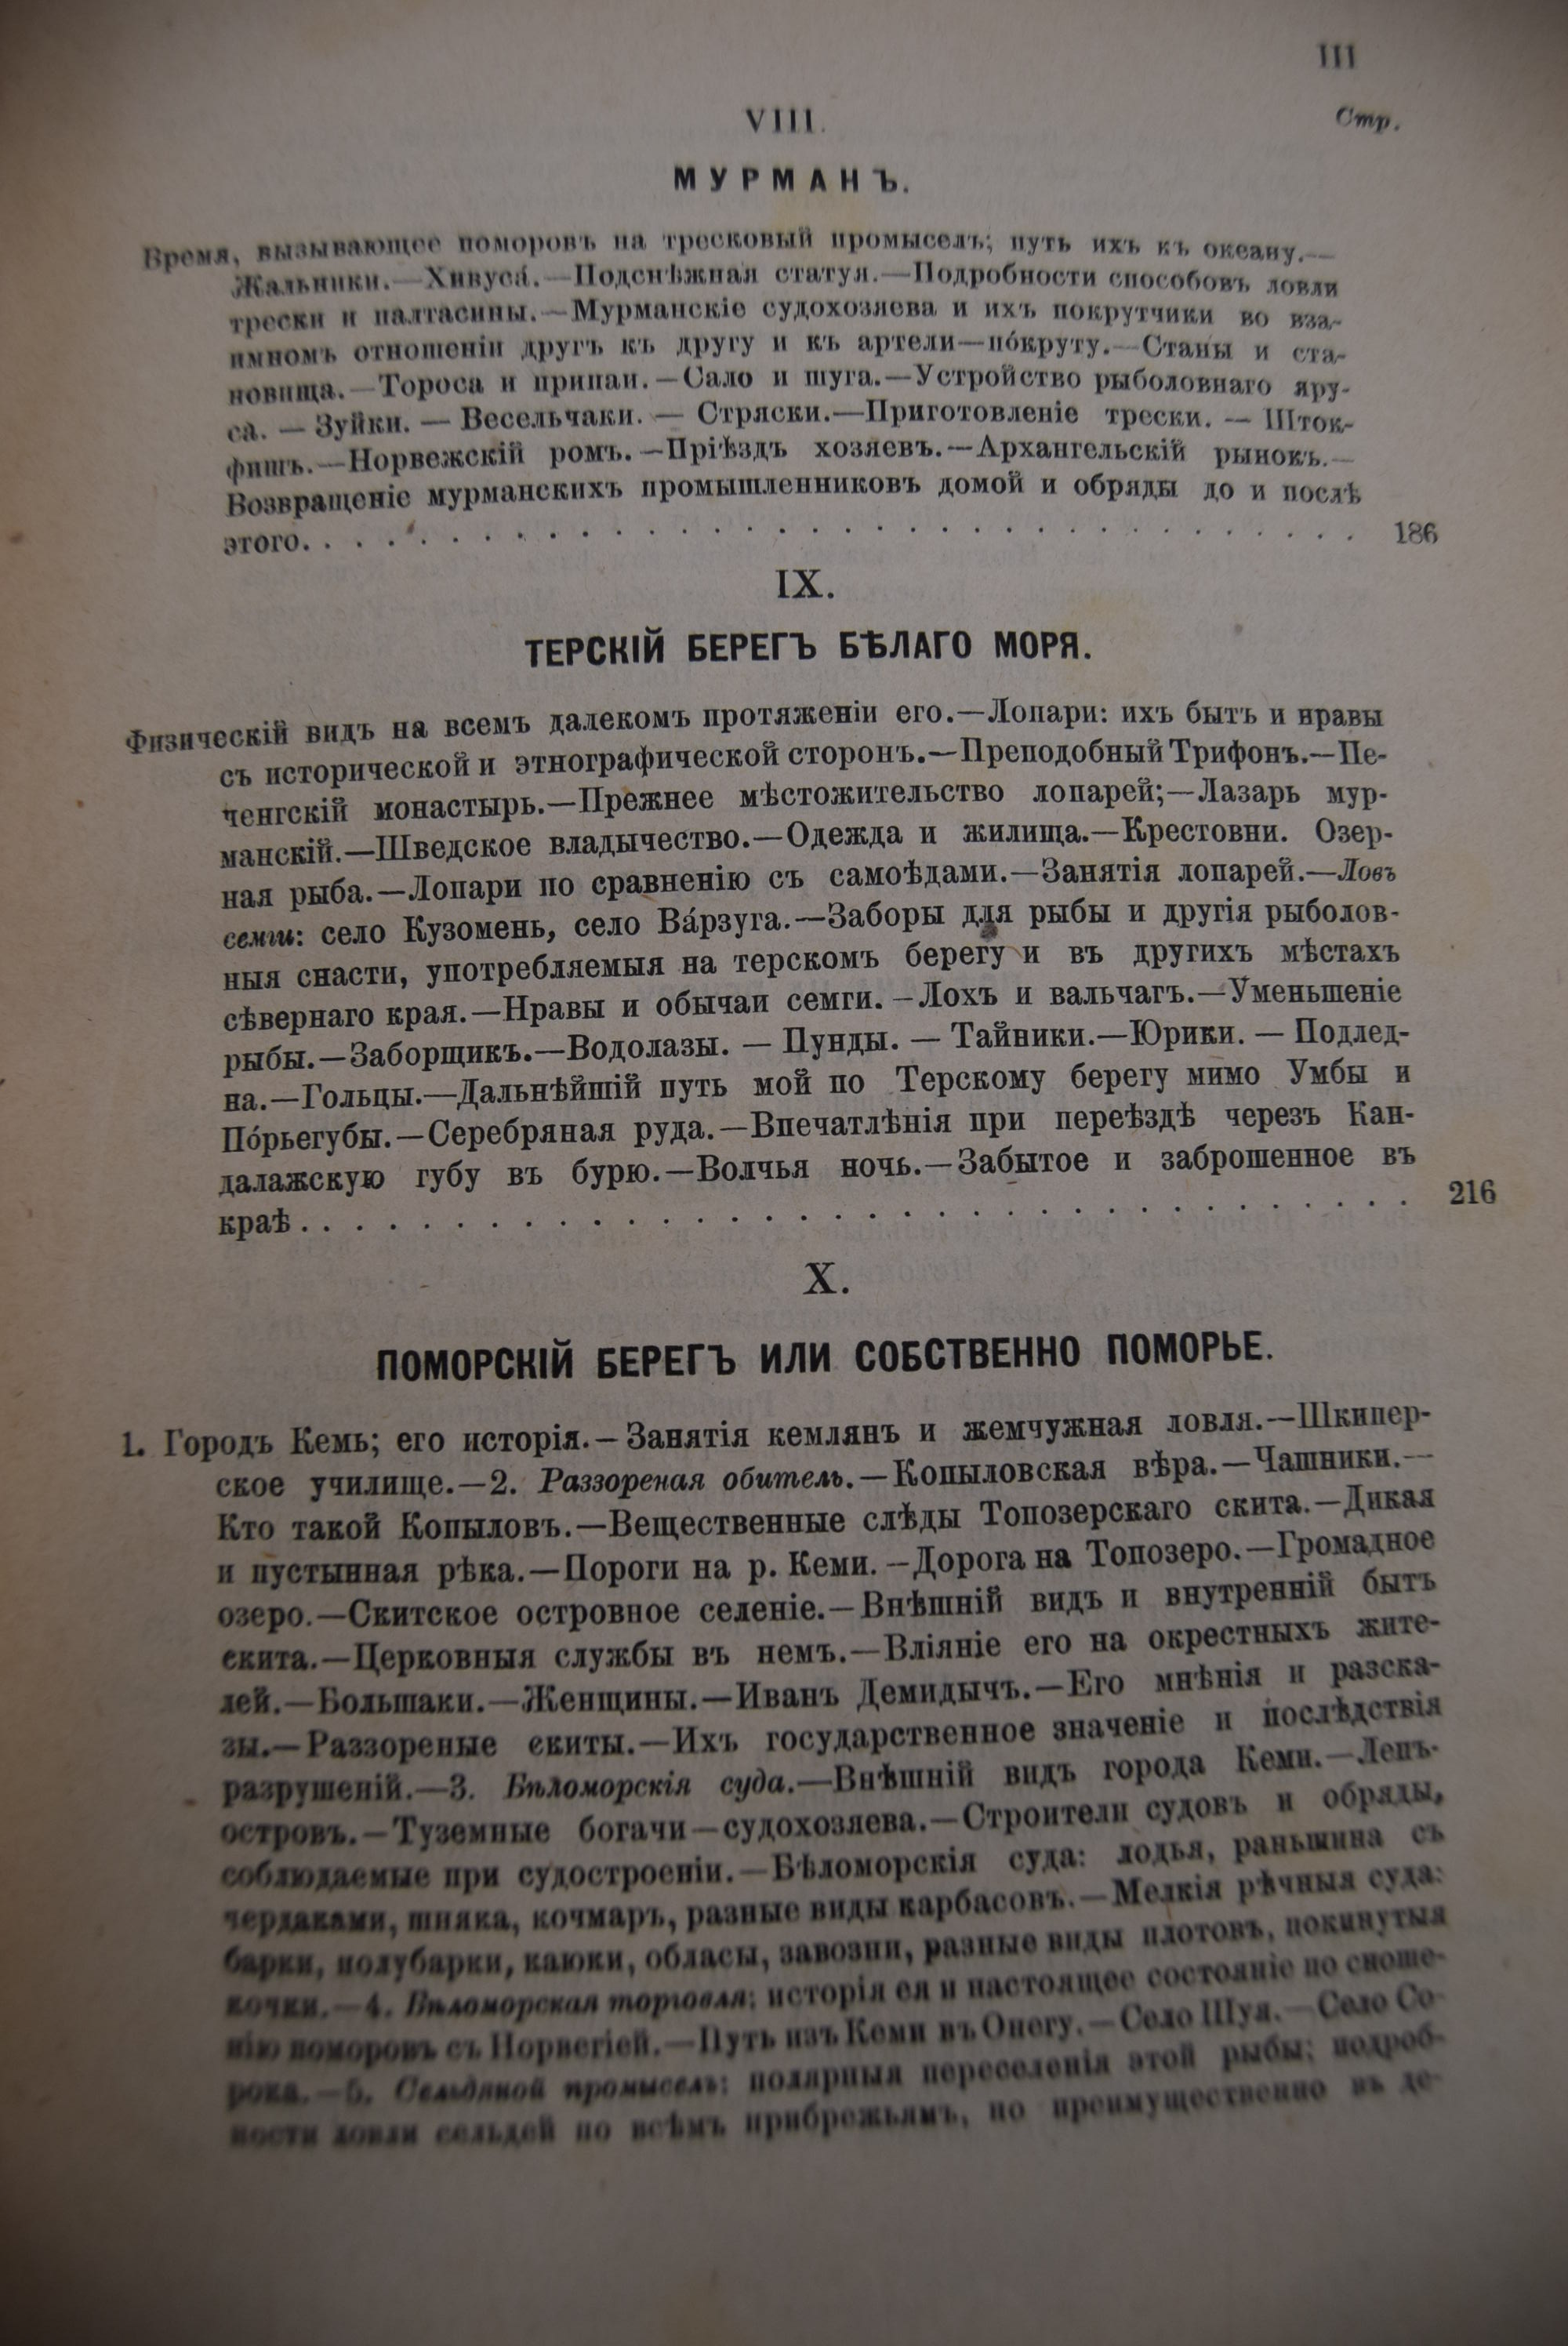 III
Стр.
VIII.
МУРМАНЪ.
Время, вызывающее поморовъ на тресковый промыселъ; путь ихъ къ океану.—
Жальники.—Хивуса́.—Подснѣжная статуя.—Подробности способовъ ловли
трески и палтасины.—Мурманскіе судохозяева и ихъ покрутчики во вза-
имномъ отношеніи другъ къ другу и къ артели—по́круту.—Станы и ста-
новища.—Тороса и припаи.—Сало и шуга.—Устройство рыболовнаго яру-
са́. — Зуйки. — Весельчаки. — Стряски.—Приготовленіе трески. — Шток-
фишъ.—Норвежскій ромъ.—Пріѣздъ хозяевъ.—Архангельскій рынокъ.—
Возвращеніе мурманскихъ промышленниковъ домой и обряды до и послѣ
этого. . . . . . . . . . . . . . . . . . . . . . . . . . . . . . . 186
IX.
ТЕРСКІЙ БЕРЕГЪ БѢЛАГО МОРЯ.
Физическій видъ на всемъ далекомъ протяженіи его.—Лопари: ихъ бытъ и нравы
съ исторической и этнографической сторонъ.—Преподобный Трифонъ.—Пе-
ченгскій монастырь.—Прежнее мѣстожительство лопарей;—Лазарь мур-
манскій.—Шведское владычество.—Одежда и жилища.—Крестовни. Озер-
ная рыба.—Лопари по сравненію съ самоѣдами.—Занятія лопарей.—Ловъ
семги: село Кузомень, село Ва́рзуга.—Заборы для рыбы и другія рыболов-
ныя снасти, употребляемыя на терскомъ берегу и въ другихъ мѣстахъ
сѣвернаго края.—Нравы и обычаи семги. —Лохъ и вальчагъ.—Уменьшеніе
рыбы.—Заборщикъ.—Водолазы. — Пунды. — Тайники.—Юрики. — Подлед-
на.—Гольцы.—Дальнѣйшій путь мой по Терскому берегу мимо Умбы и
По́рьегубы.—Серебряная руда.—Впечатлѣнія при переѣздѣ черезъ Кан-
далажскую губу въ бурю.—Волчья ночь.—Забытое и заброшенное въ
краѣ . . . . . . . . . . . . . . . . . . . . . . . . . . . . . . . 216
X.
ПОМОРСКІЙ БЕРЕГЪ ИЛИ СОБСТВЕННО ПОМОРЬЕ.
1. Городъ Кемь; его исторія.—Занятія кемлянъ и жемчужная ловля.—Шкипер-
ское училище.—2. Раззореная обитель.—Копыловская вѣра.—Чашники.—
Кто такой Копыловъ.—Вещественные слѣды Топозерскаго скита.—Дикая
и пустынная рѣка.—Пороги на р. Кеми. —Дорога на Топозеро.—Громадное
озеро.—Скитское островное селеніе.—Внѣшній видъ и внутренній бытъ
скита.—Церковныя службы въ немъ.—Вліяніе его на окрестныхъ жите-
лей.—Большаки.—Женщины.—Иванъ Демидычъ.—Его мнѣнія и разска-
зы.—Раззореные скиты.—Ихъ государственное значеніе и послѣдствія
разрушеній.—3. Бѣломорскія суда.—Внѣшній видъ города Кеми.—Лепъ-
островъ.—Туземные богачи—судохозяева.—Строители судовъ и обряды,
соблюдаемые при судостроеніи.—Бѣломорскія суда: лодья, раньшина съ
чердаками, шняка, кочмаръ, разные виды карбасовъ.—Мелкія рѣчныя суда:
барки, полубарки, каюки, обласы, завозни, разные виды плотовъ, покинутыя
кочки.—4. Бѣломорская торговля; исторія ея и настоящее состояніе по сноше-
нію поморовъ съ Норвегіей.—Путь изъ Кеми въ Онегу.—Село Шуя.—Село Со-
рока.—5. Сельдяной промыселъ: полярныя переселенія этой рыбы; подроб-
ности ловли сельдей по всѣмъ прибрежьямъ, но преимущественно въ де-